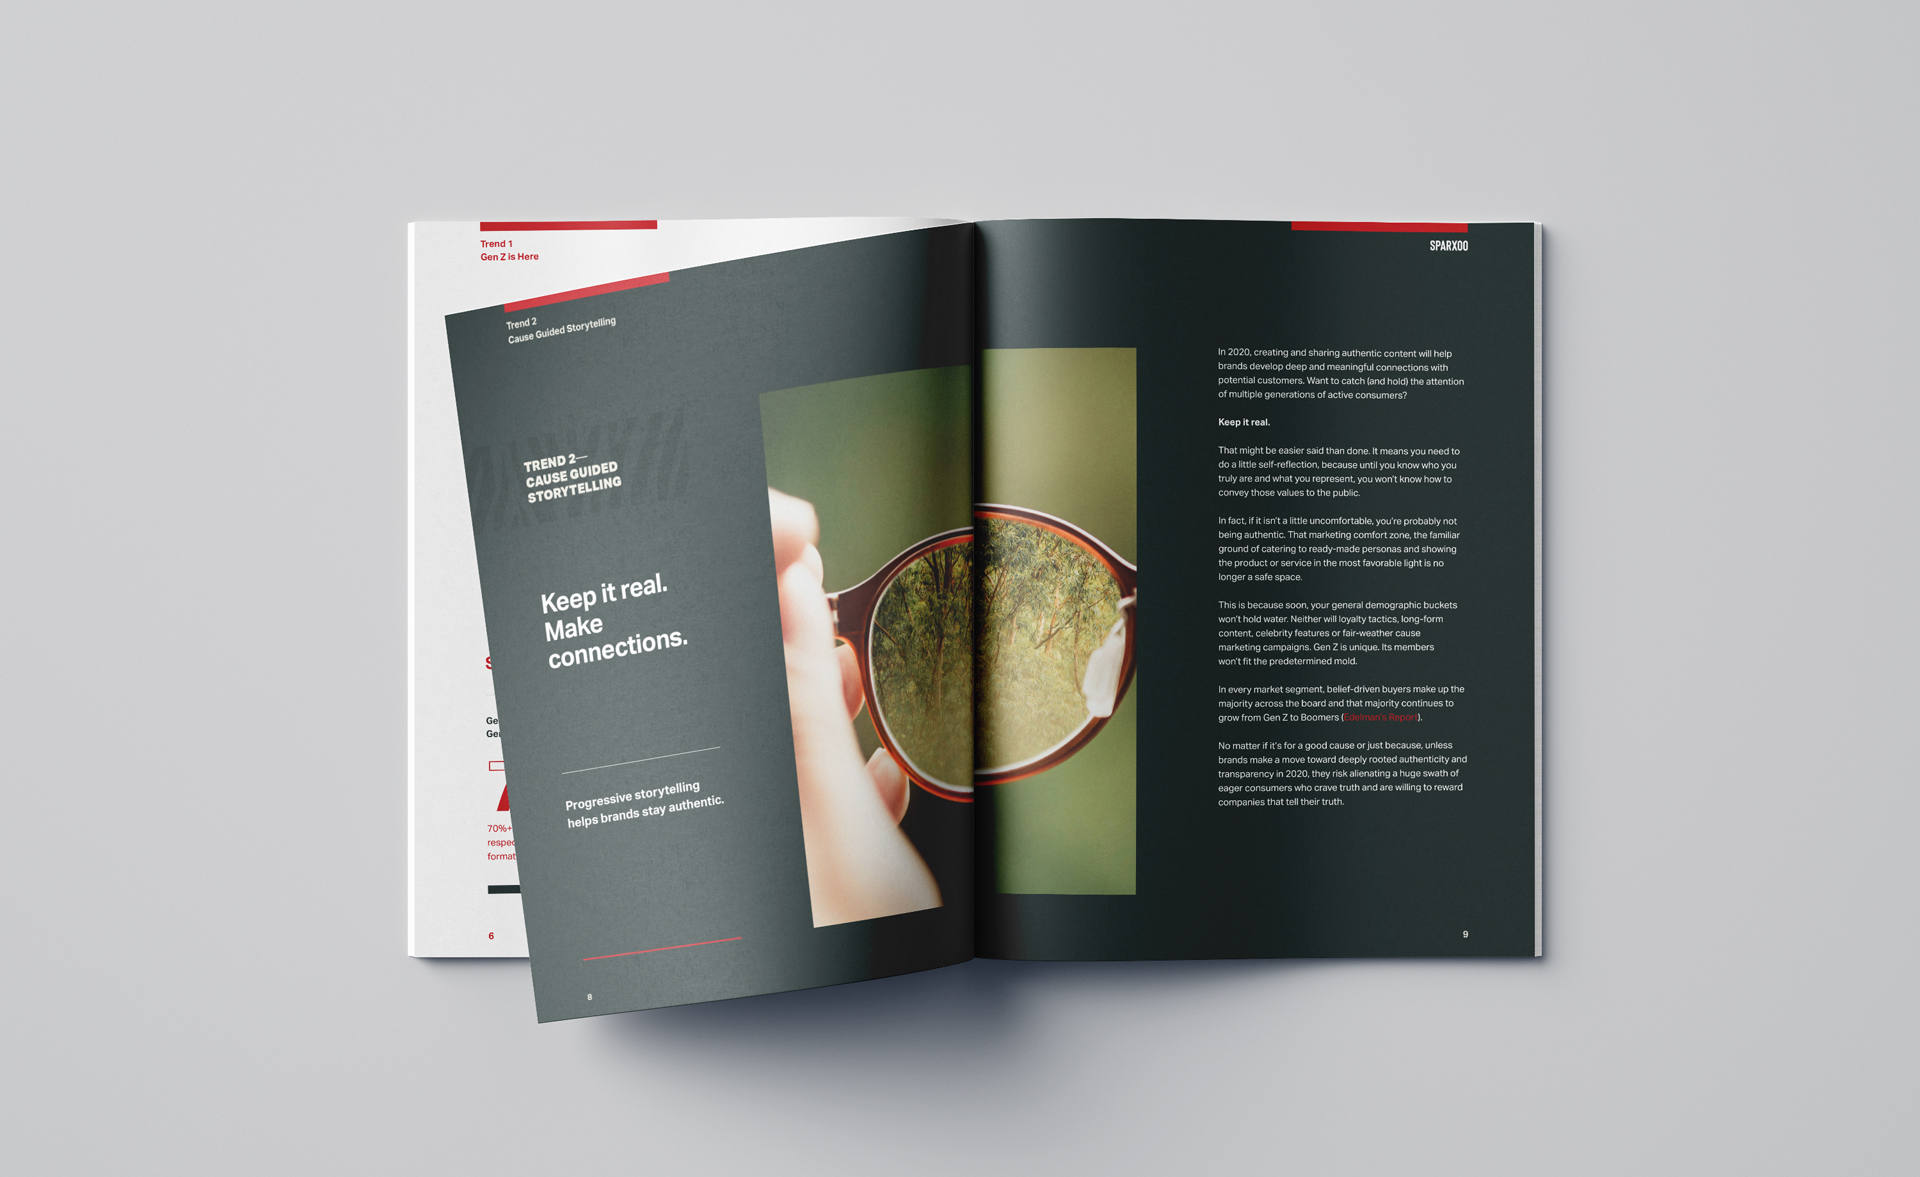 Trend 1
Gen Z is Here
70%+
6
Trend 2
Cause Guided Storytelling
TREND 2—
CAUSE GUIDED
STORYTELLING
Keep it real.
Make
connections.
Progressive storytelling
helps brands stay authentic.
8
SPARXOO
In 2020, creating and sharing authentic content will help
brands develop deep and meaningful connections with
potential customers. Want to catch (and hold) the attention
of multiple generations of active consumers?
Keep it real.
That might be easier said than done. It means you need to
do a little self-reflection, because until you know who you
truly are and what you represent, you won't know how to
convey those values to the public.
In fact, if it isn't a little uncomfortable, you're probably not
being authentic. That marketing comfort zone, the familiar
ground of catering to ready-made personas and showing
the product or service in the most favorable light is no
longer a safe space.
This is because soon, your general demographic buckets
won't hold water. Neither will loyalty tactics, long-form
content, celebrity features or fair-weather cause
marketing campaigns. Gen Z is unique. Its members
won't fit the predetermined mold.
In every market segment, belief-driven buyers make up the
majority across the board and that majority continues to
grow from Gen Z to Boomers (Edelman's Report).
No matter if it's for a good cause or just because, unless
brands make a move toward deeply rooted authenticity and
transparency in 2020, they risk alienating a huge swath of
eager consumers who crave truth and are willing to reward
companies that tell their truth.
9